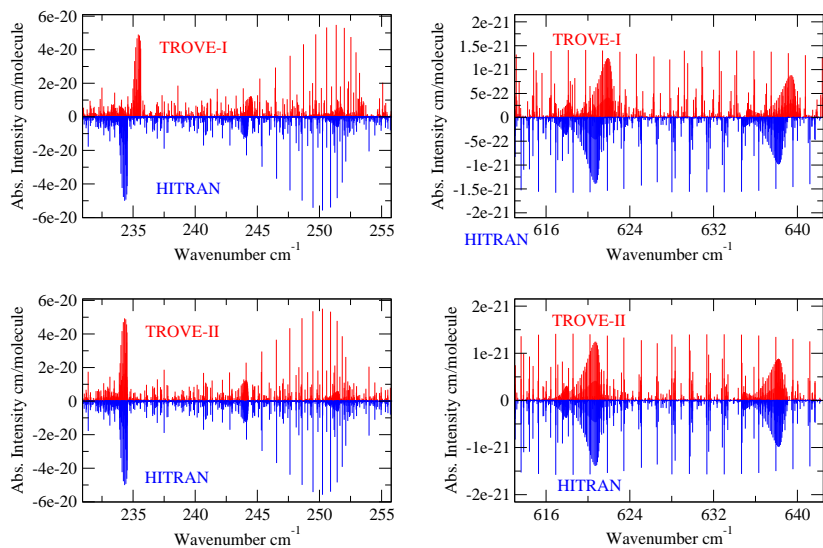 6e-20
4e-20
2e-20
0
-2e-20
-4e-20
-6e-20
Abs. Intensity cm/molecule
TROVE-I
HITRAN
235
240
245
250
255
Wavenumber cm-1
2e-21
1.5e-21
1e-21
5e-22
0
-5e-22
-1e-21
-1.5e-21
-2e-21
Abs. Intensity cm/molecule
TROVE-I
HITRAN
616
624
632
640
Wavenumber cm-1
6e-20
4e-20
2e-20
0
-2e-20
-4e-20
-6e-20
Abs. Intensity cm/molecule
TROVE-II
HITRAN
235
240
245
250
255
Wavenumber cm-1
2e-21
1e-21
0
-1e-21
-2e-21
Abs. Intensity cm/molecule
TROVE-II
HITRAN
616
624
632
640
Wavenumber cm-1